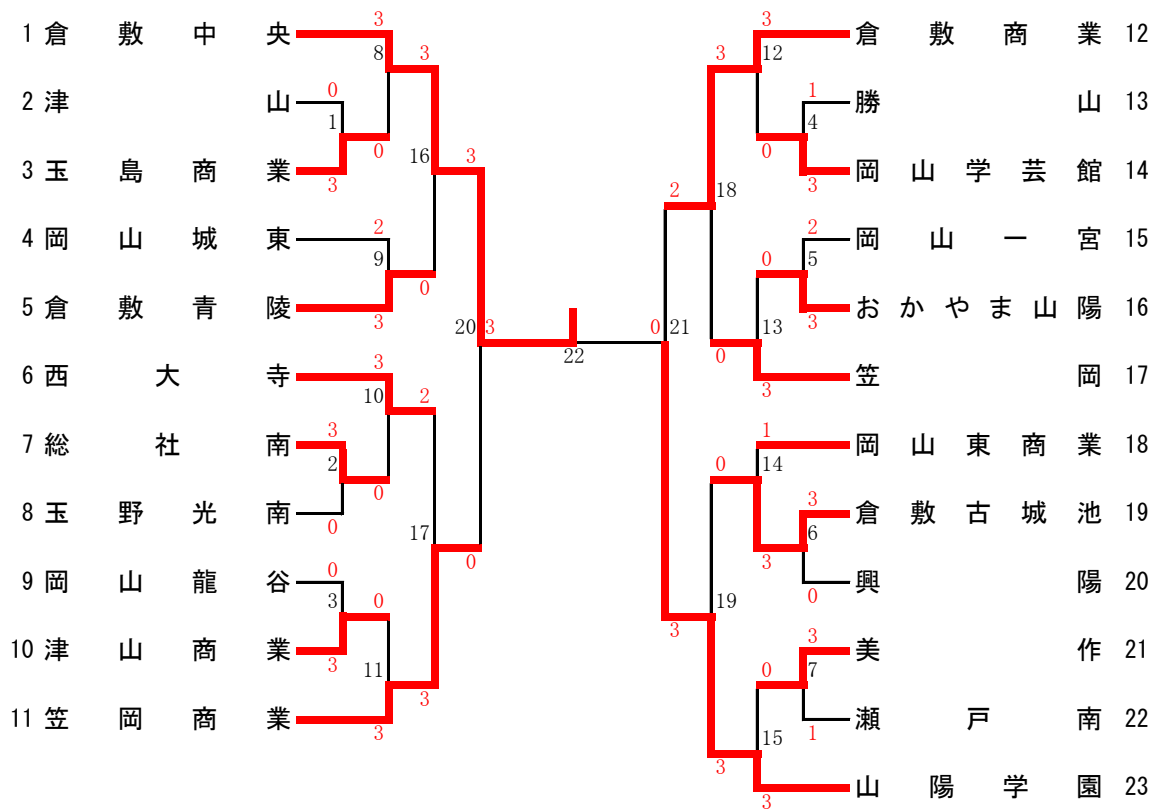 3 3
1 倉敷中央 倉敷商業 12
8 3 3 12
0 1
2 津山 勝山 13
1 4
0 0
16 3
3 玉島商業 岡山学芸館 14
3 3
2 18
2 2
4 岡山城東 岡山一宮 15
9 0 5
0
5 倉敷青陵 おかやま山陽 16
3 3
20 3 0 21 13
22 0
3
6 西大寺 笠岡 17
10 2 3
3 1
7 総社南 岡山東商業 18
2 0 14
0 3
8 玉野光南 倉敷古城池 19
0 6
17 3
0
0
9 岡山龍谷 興陽 20
3 0 0
19
3 3
10 津山商業 美作 21
3 11 0 7
3
11 笠岡商業 瀬戸南 22
3 15 1
3
山陽学園 23
3